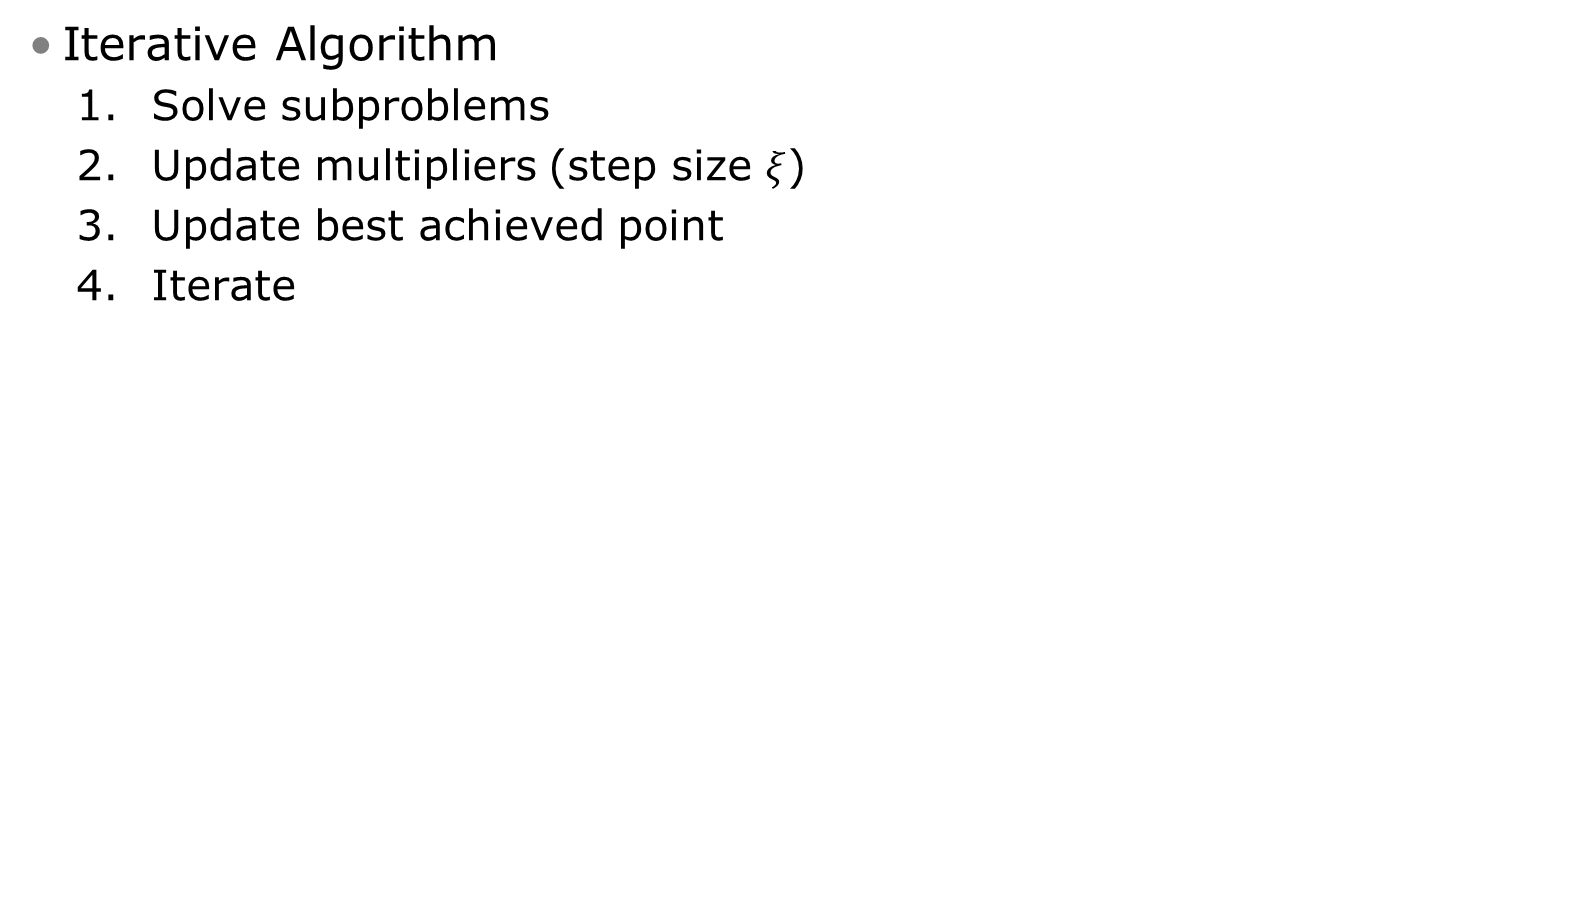 • Iterative Algorithm
1. Solve subproblems
2. Update multipliers (step size ξ)
3. Update best achieved point
4. Iterate